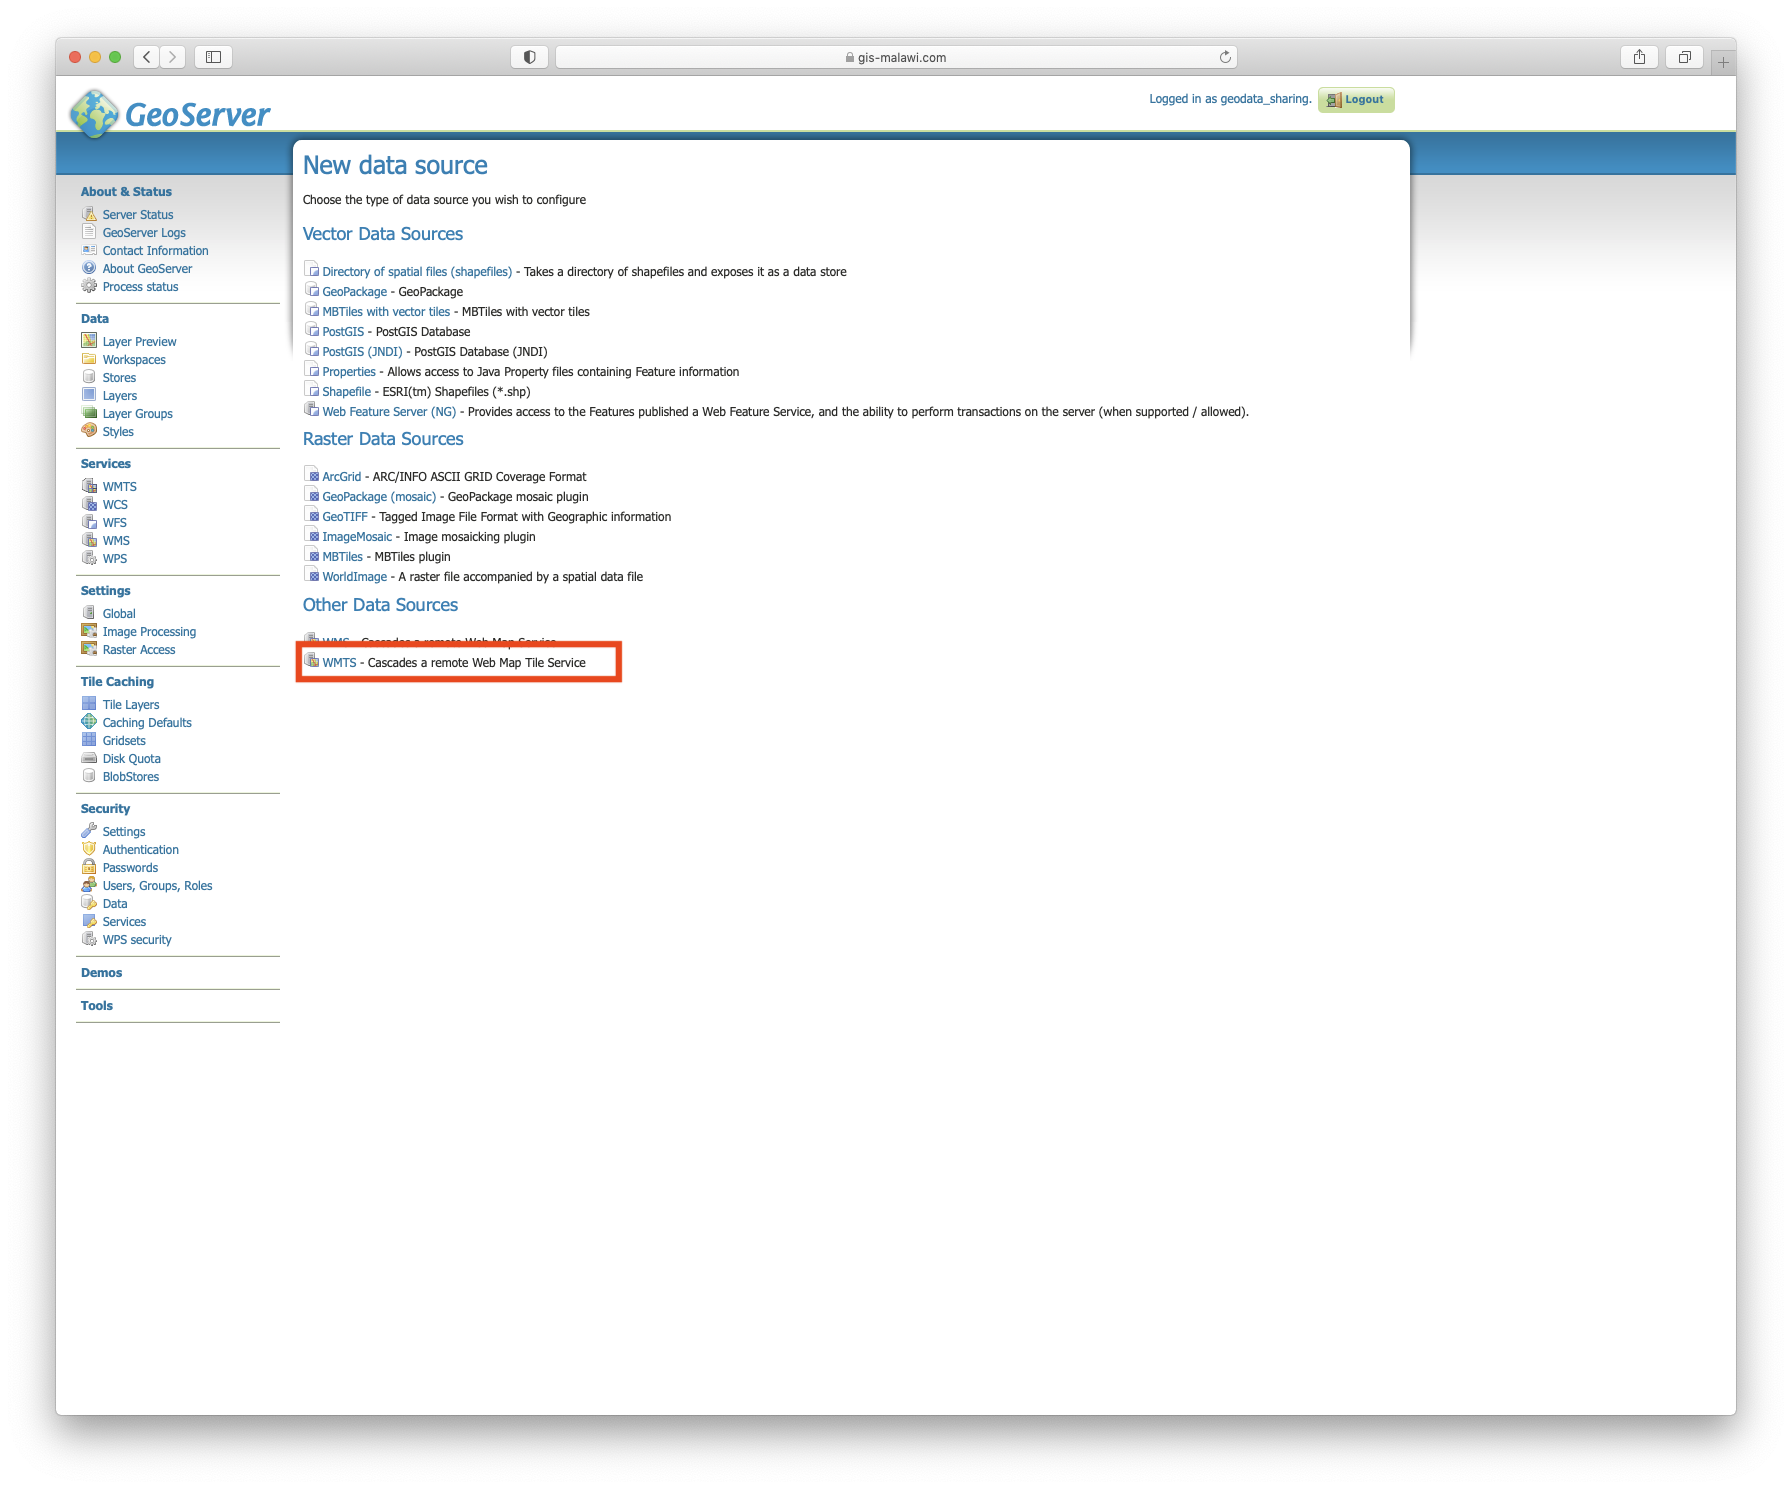 gis-malawi.com
GeoServer
Logged in as geodata_sharing.
Logout
About & Status
Server Status
GeoServer Logs
Contact Information
About GeoServer
Process status
Data
Layer Preview
Workspaces
Stores
Layers
Layer Groups
Styles
Services
WMTS
WCS
WFS
WMS
WPS
Settings
Global
Image Processing
Raster Access
Tile Caching
Tile Layers
Caching Defaults
Gridsets
Disk Quota
BlobStores
Security
Settings
Authentication
Passwords
Users, Groups, Roles
Data
Services
WPS security
Demos
Tools
New data source
Choose the type of data source you wish to configure
Vector Data Sources
Directory of spatial files (shapefiles) - Takes a directory of shapefiles and exposes it as a data store
GeoPackage - GeoPackage
MBTiles with vector tiles - MBTiles with vector tiles
PostGIS - PostGIS Database
PostGIS (JNDI) - PostGIS Database (JNDI)
Properties - Allows access to Java Property files containing Feature information
Shapefile - ESRI(tm) Shapefiles (*.shp)
Web Feature Server (NG) - Provides access to the Features published a Web Feature Service, and the ability to perform transactions on the server (when supported / allowed).
Raster Data Sources
ArcGrid - ARC/INFO ASCII GRID Coverage Format
GeoPackage (mosaic) - GeoPackage mosaic plugin
GeoTIFF - Tagged Image File Format with Geographic information
ImageMosaic - Image mosaicking plugin
MBTiles - MBTiles plugin
WorldImage - A raster file accompanied by a spatial data file
Other Data Sources
WMS - Cascades a remote Web Map Service
WMTS - Cascades a remote Web Map Tile Service